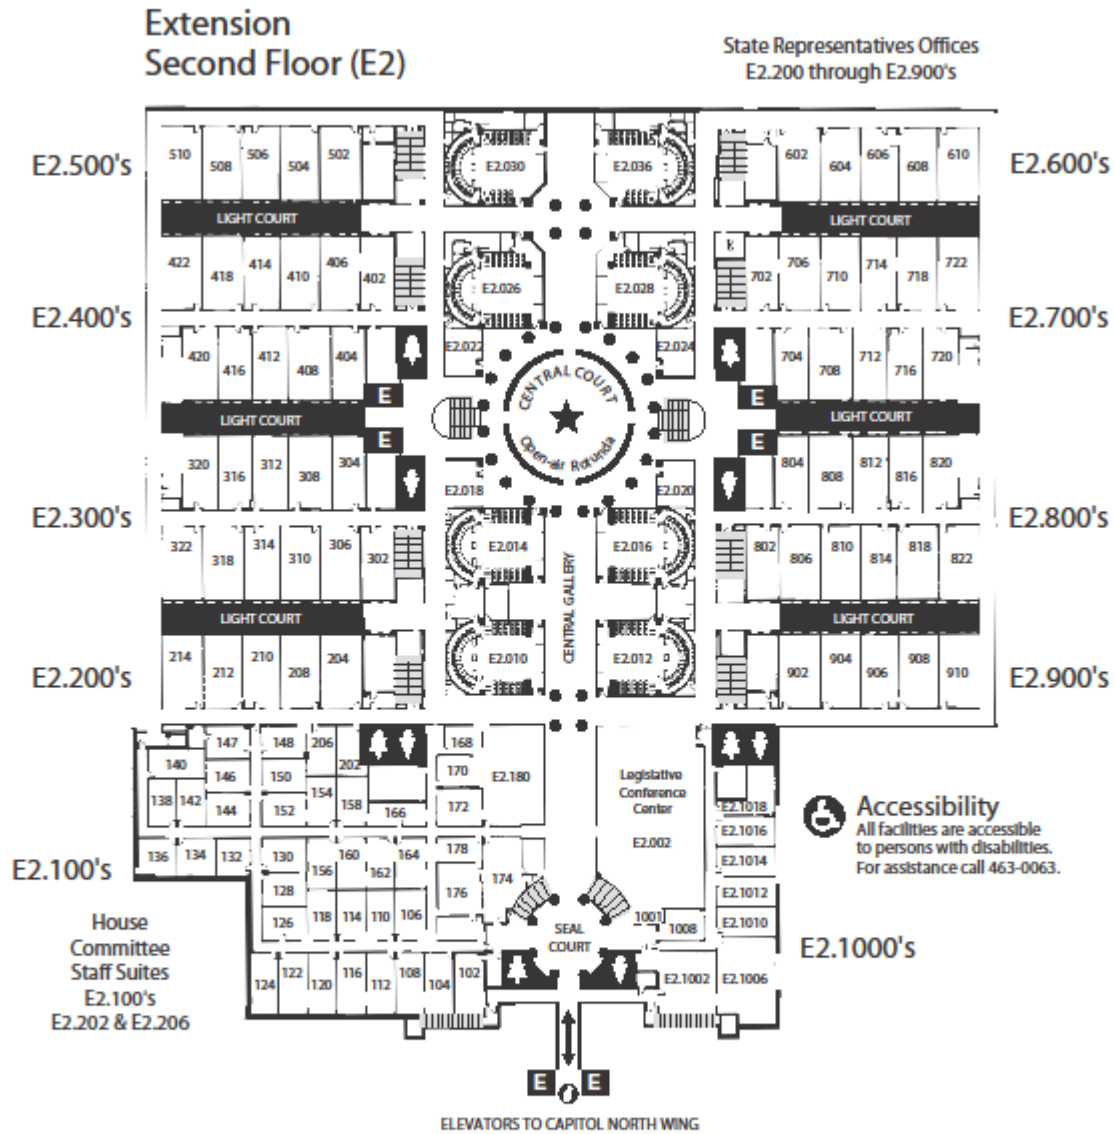 Extension
Second Floor (E2)
State Representatives Offices
E2.200 through E2.900's
E2.500's
510 508 506 504 502
E2.030
E2.036
602 604 606 608 610
E2.600's
LIGHT COURT
LIGHT COURT
E
422 418 414 410 406 402
E2.026
E2.028
702 706 710 714 718 722
E2.400's
E2.700's
420 416 412 408 404
E2.022
E2.024
704 708 712 716 720
CENTRAL COURT
Open-air Rotunda
E
E
LIGHT COURT
LIGHT COURT
E
E
320 316 312 308 304
E2.018
E2.020
804 808 812 816 820
E2.300's
E2.800's
322 318 314 310 306 302
E2.014
E2.016
802 806 810 814 818 822
CENTRAL GALLERY
LIGHT COURT
LIGHT COURT
214 212 210 208 204
E2.010
E2.012
902 904 906 908 910
E2.200's
E2.900's
147 148 206 168
140 146 150 202 170 E2.180
138 142 144 152 154 158 166 172
Legislative
Conference
Center
E2.002
E2.1018
E2.1016
E2.1014
E2.1012
E2.1010
Accessibility
All facilities are accessible
to persons with disabilities.
For assistance call 463-0063.
136 134 132 130 160 164 178
156 162 174
128 176
126 118 114 110 106
1001 1008
E2.100's
SEAL
COURT
E2.1000's
House
Committee
Staff Suites
E2.100's
E2.202 & E2.206
124 122 120 116 112 108 104 102
E2.1002 E2.1006
E E
ELEVATORS TO CAPITOL NORTH WING